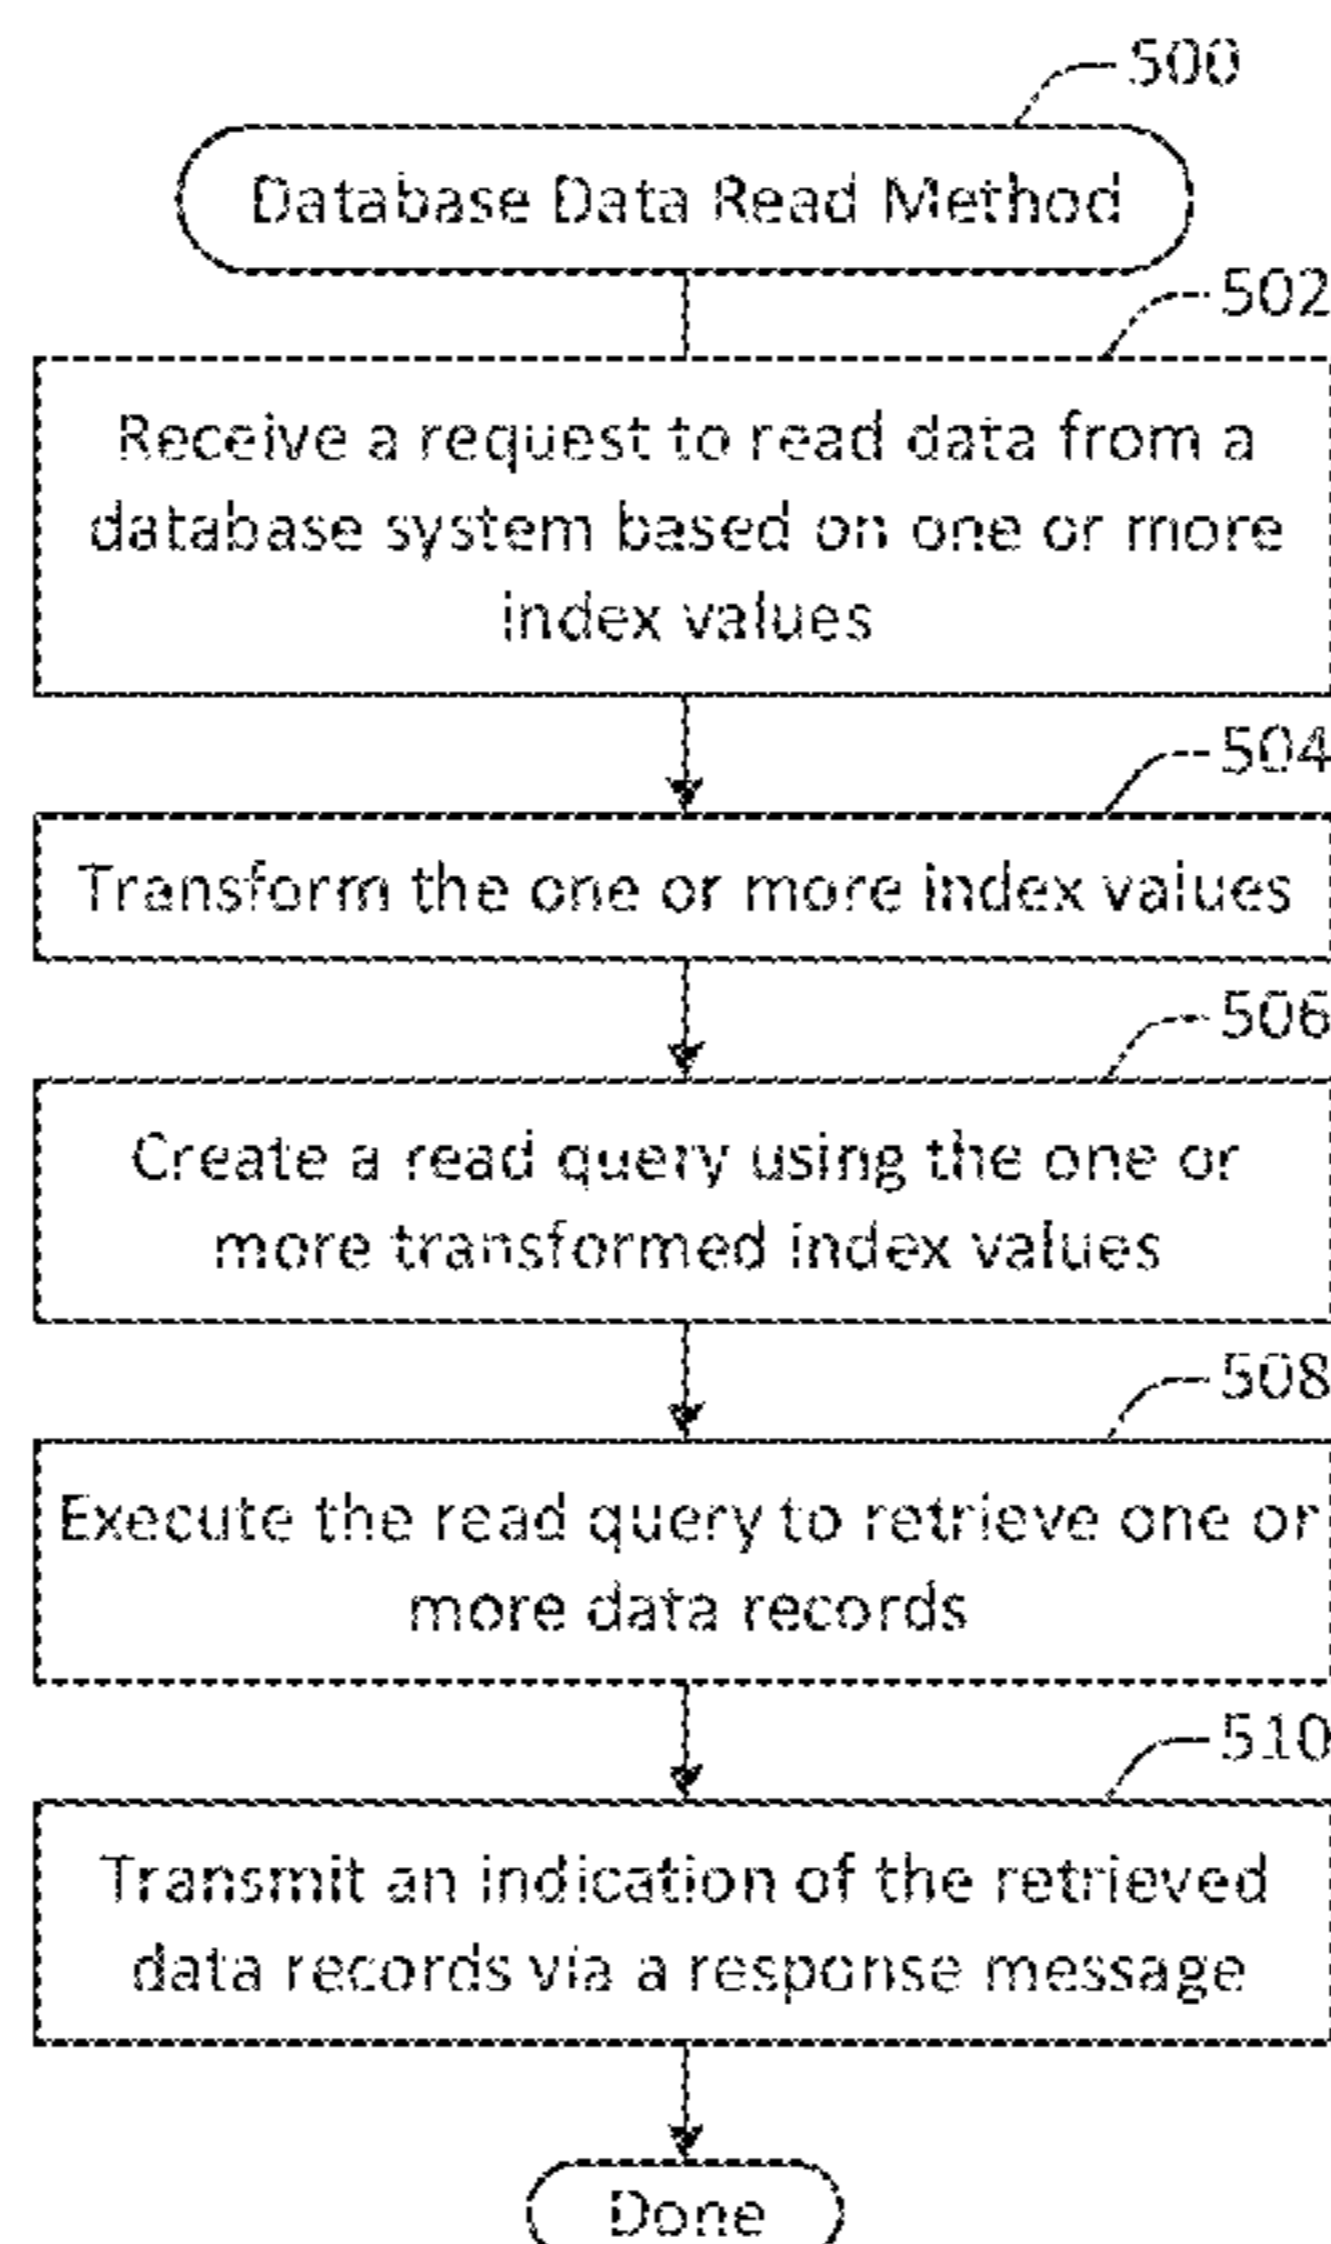 500
Database Data Read Method
502
Receive a request to read data from a
database system based on one or more
index values
504
Transform the one or more index values
506
Create a read query using the one or
more transformed index values
508
Execute the read query to retrieve one or
more data records
510
Transmit an indication of the retrieved
data records via a response message
Done